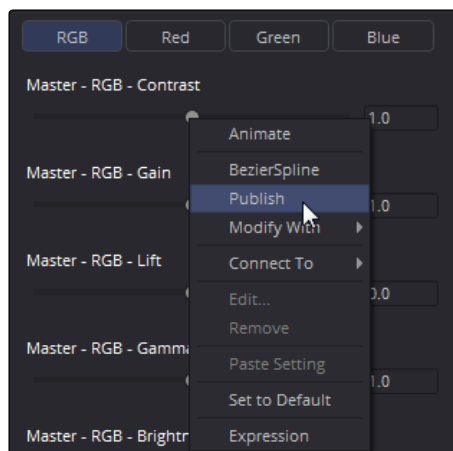 RGB Red Green Blue
Master - RGB - Contrast
1.0
Animate
Master - RGB - Gain
BezierSpline
Publish
1.0
Modify With
Master - RGB - Lift
Connect To
Edit...
0.0
Remove
Master - RGB - Gamma
Paste Setting
1.0
Set to Default
Master - RGB - Brightn
Expression